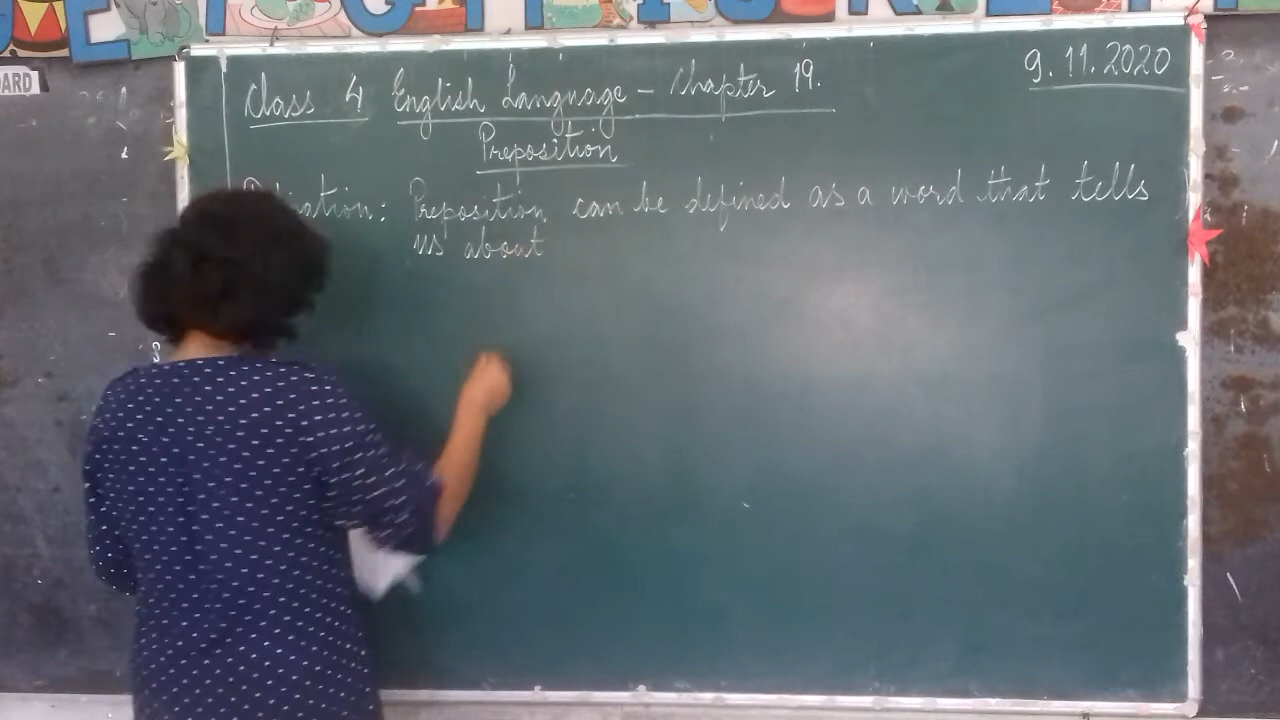 ARD
Class 4 English Language - Chapter 19.
9.11.2020
Preposition
: Preposition can be defined as a word that tells
us about